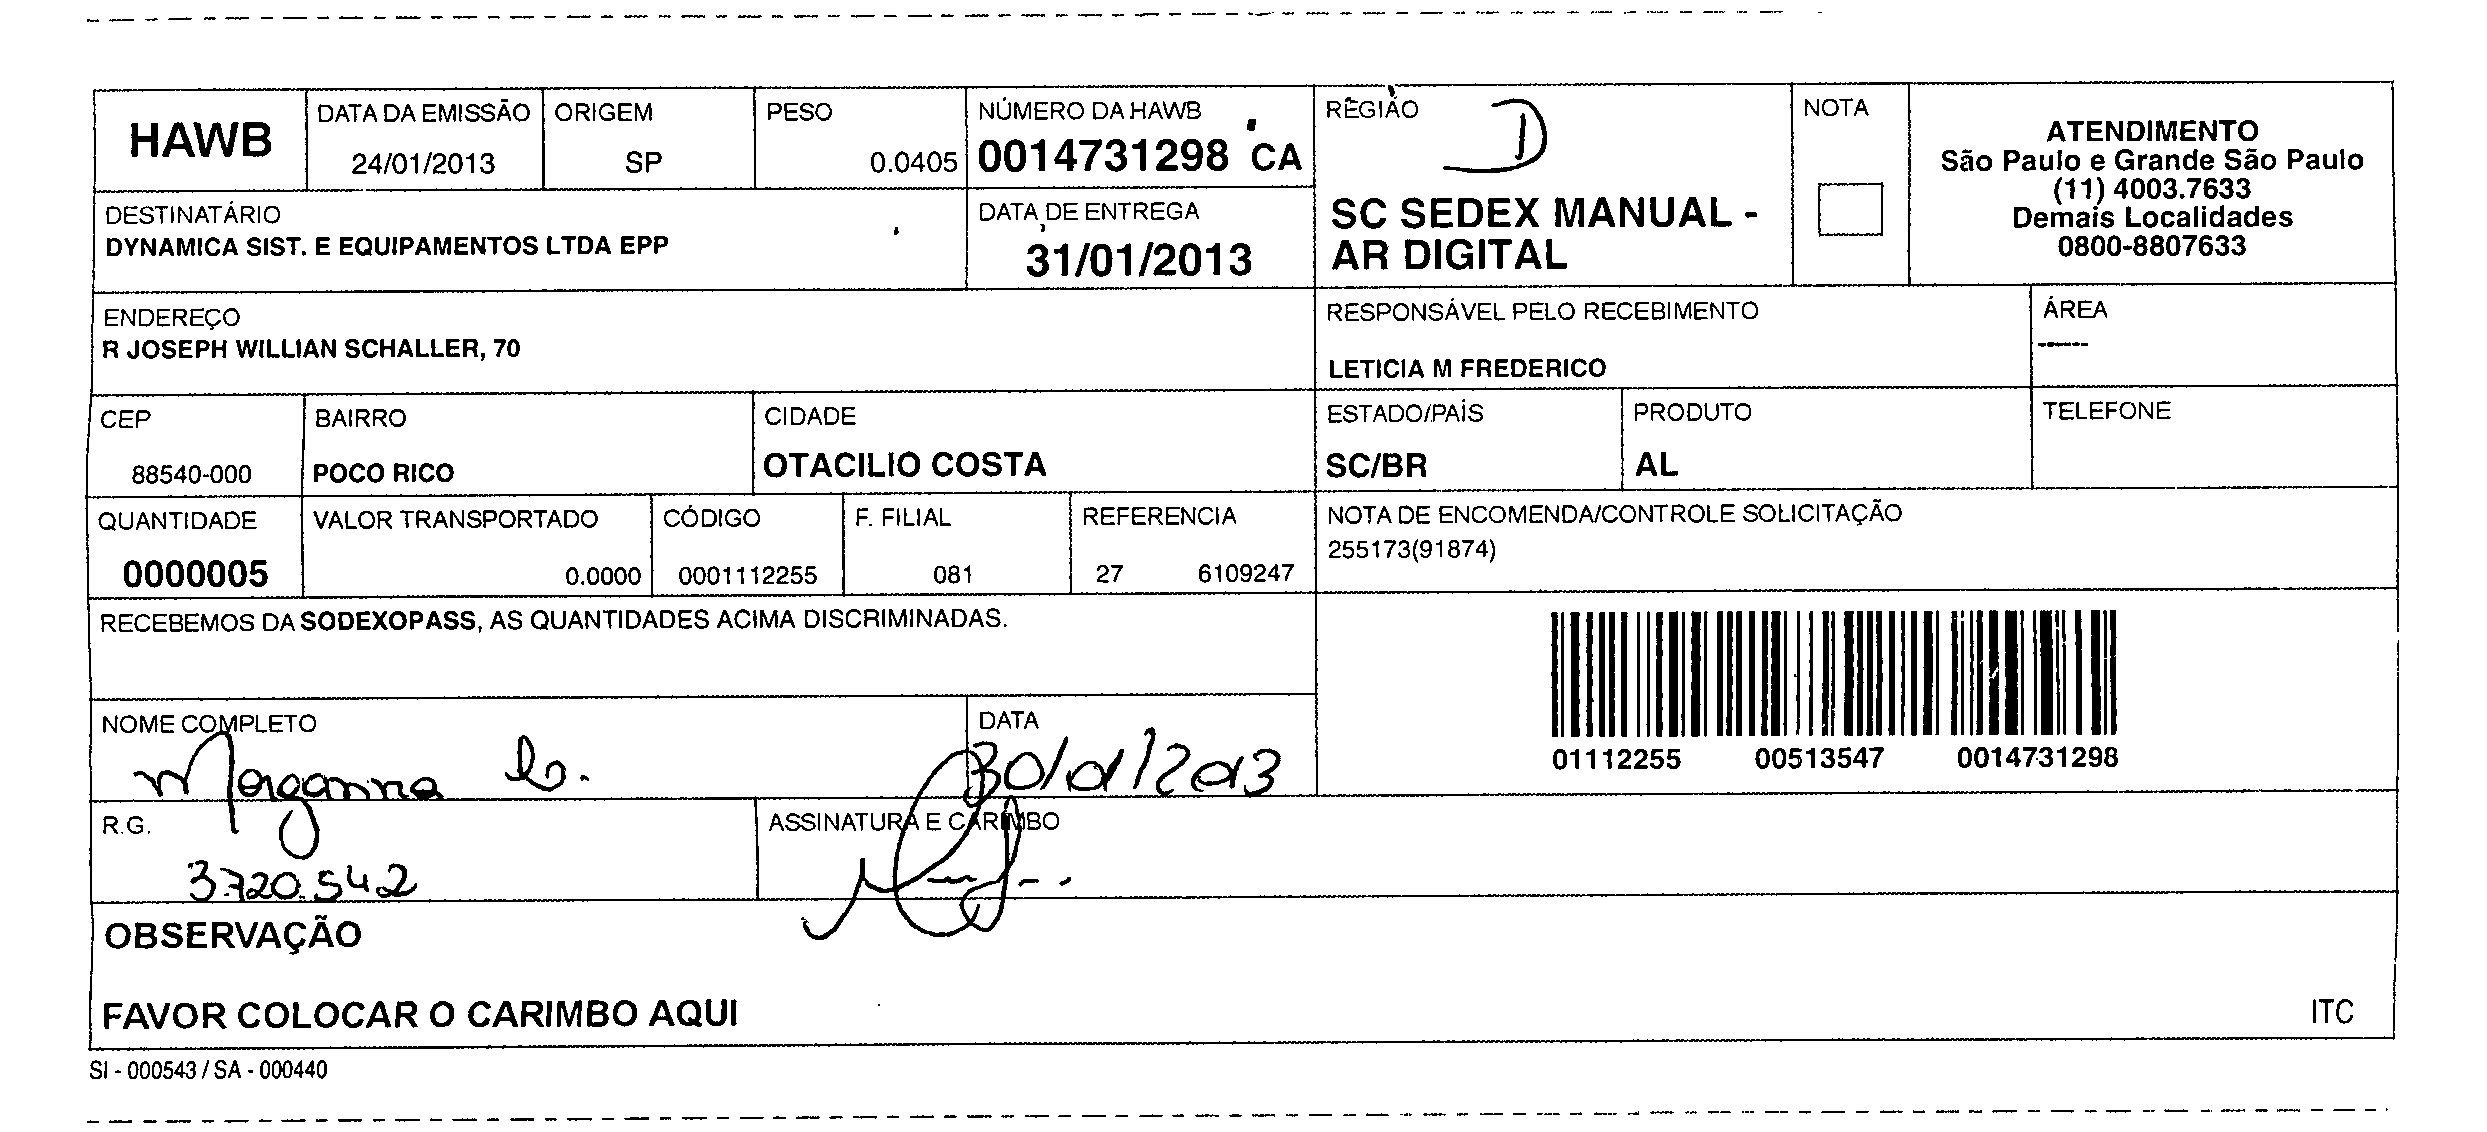 HAWB
DATA DA EMISSÃO
24/01/2013
ORIGEM
SP
PESO
0.0405
NÚMERO DA HAWB
0014731298 CA
REGIÃO
D
SC SEDEX MANUAL -
AR DIGITAL
NOTA
ATENDIMENTO
São Paulo e Grande São Paulo
(11) 4003.7633
Demais Localidades
0800-8807633
DESTINATÁRIO
DYNAMICA SIST. E EQUIPAMENTOS LTDA EPP
DATA DE ENTREGA
31/01/2013
ENDEREÇO
R JOSEPH WILLIAN SCHALLER, 70
RESPONSÁVEL PELO RECEBIMENTO
LETICIA M FREDERICO
ÁREA
------
CEP
88540-000
BAIRRO
POCO RICO
CIDADE
OTACILIO COSTA
ESTADO/PAÍS
SC/BR
PRODUTO
AL
TELEFONE
QUANTIDADE
0000005
VALOR TRANSPORTADO
0.0000
CÓDIGO
0001112255
F. FILIAL
081
REFERENCIA
27 6109247
NOTA DE ENCOMENDA/CONTROLE SOLICITAÇÃO
255173(91874)
RECEBEMOS DA SODEXOPASS, AS QUANTIDADES ACIMA DISCRIMINADAS.
01112255 00513547 0014731298
NOME COMPLETO
Morganna
DATA
30/01/2013
R.G.
3.720.542
ASSINATURA E CARIMBO
OBSERVAÇÃO
FAVOR COLOCAR O CARIMBO AQUI
ITC
SI - 000543 / SA - 000440